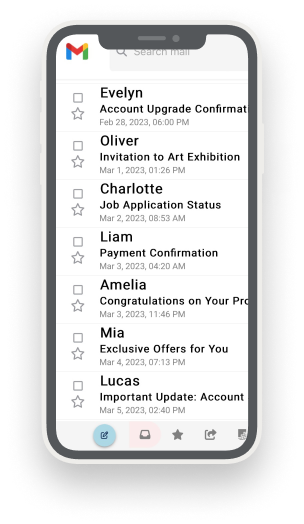 Search mail
Evelyn
Account Upgrade Confirmat
Feb 28, 2023, 06:00 PM
Oliver
Invitation to Art Exhibition
Mar 1, 2023, 01:26 PM
Charlotte
Job Application Status
Mar 2, 2023, 08:53 AM
Liam
Payment Confirmation
Mar 3, 2023, 04:20 AM
Amelia
Congratulations on Your Pro
Mar 3, 2023, 11:46 PM
Mia
Exclusive Offers for You
Mar 4, 2023, 07:13 PM
Lucas
Important Update: Account
Mar 5, 2023, 02:40 PM